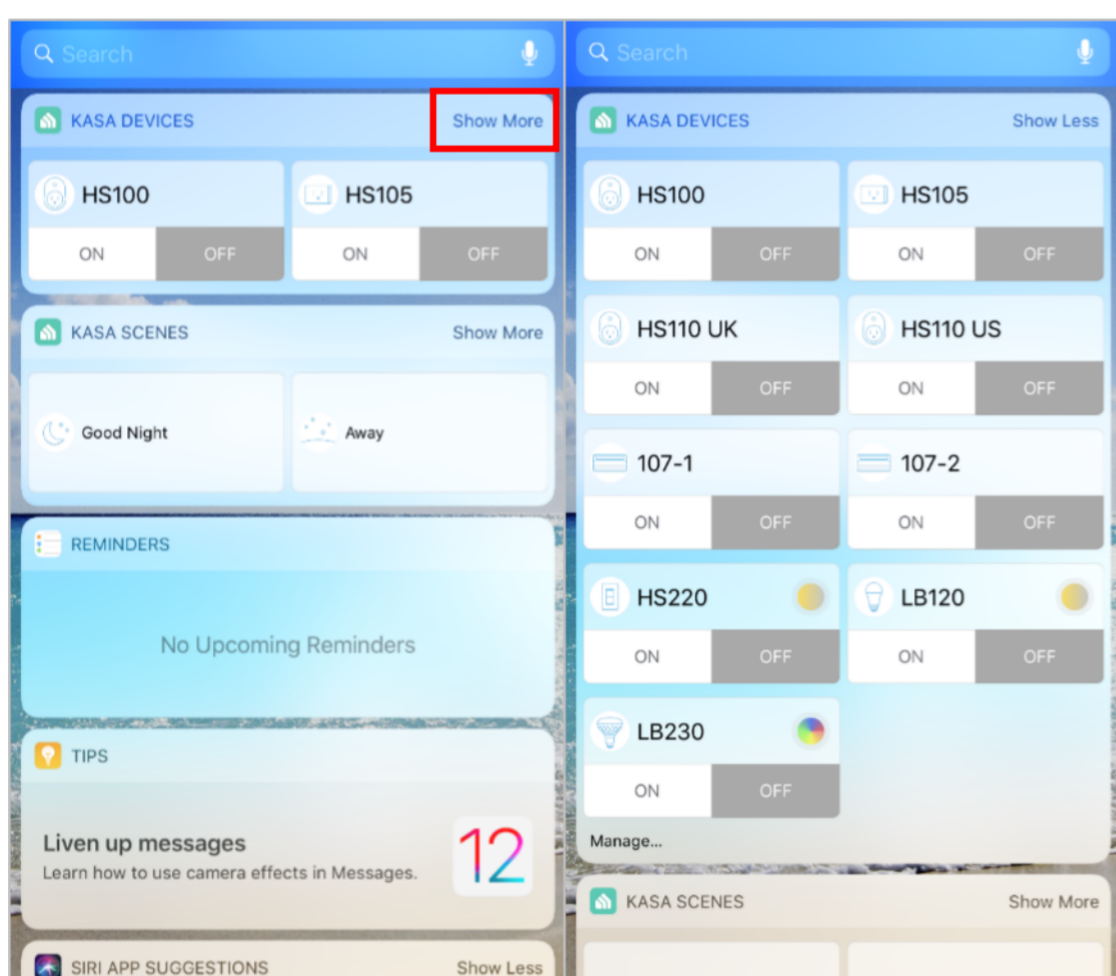 Search
KASA DEVICES Show More
HS100 HS105
ON OFF ON OFF
KASA SCENES Show More
Good Night Away
REMINDERS
No Upcoming Reminders
TIPS
Liven up messages
Learn how to use camera effects in Messages.
12
SIRI APP SUGGESTIONS Show Less
Search
KASA DEVICES Show Less
HS100 HS105
ON OFF ON OFF
HS110 UK HS110 US
ON OFF ON OFF
107-1 107-2
ON OFF ON OFF
HS220 LB120
ON OFF ON OFF
LB230
ON OFF
Manage...
KASA SCENES Show More